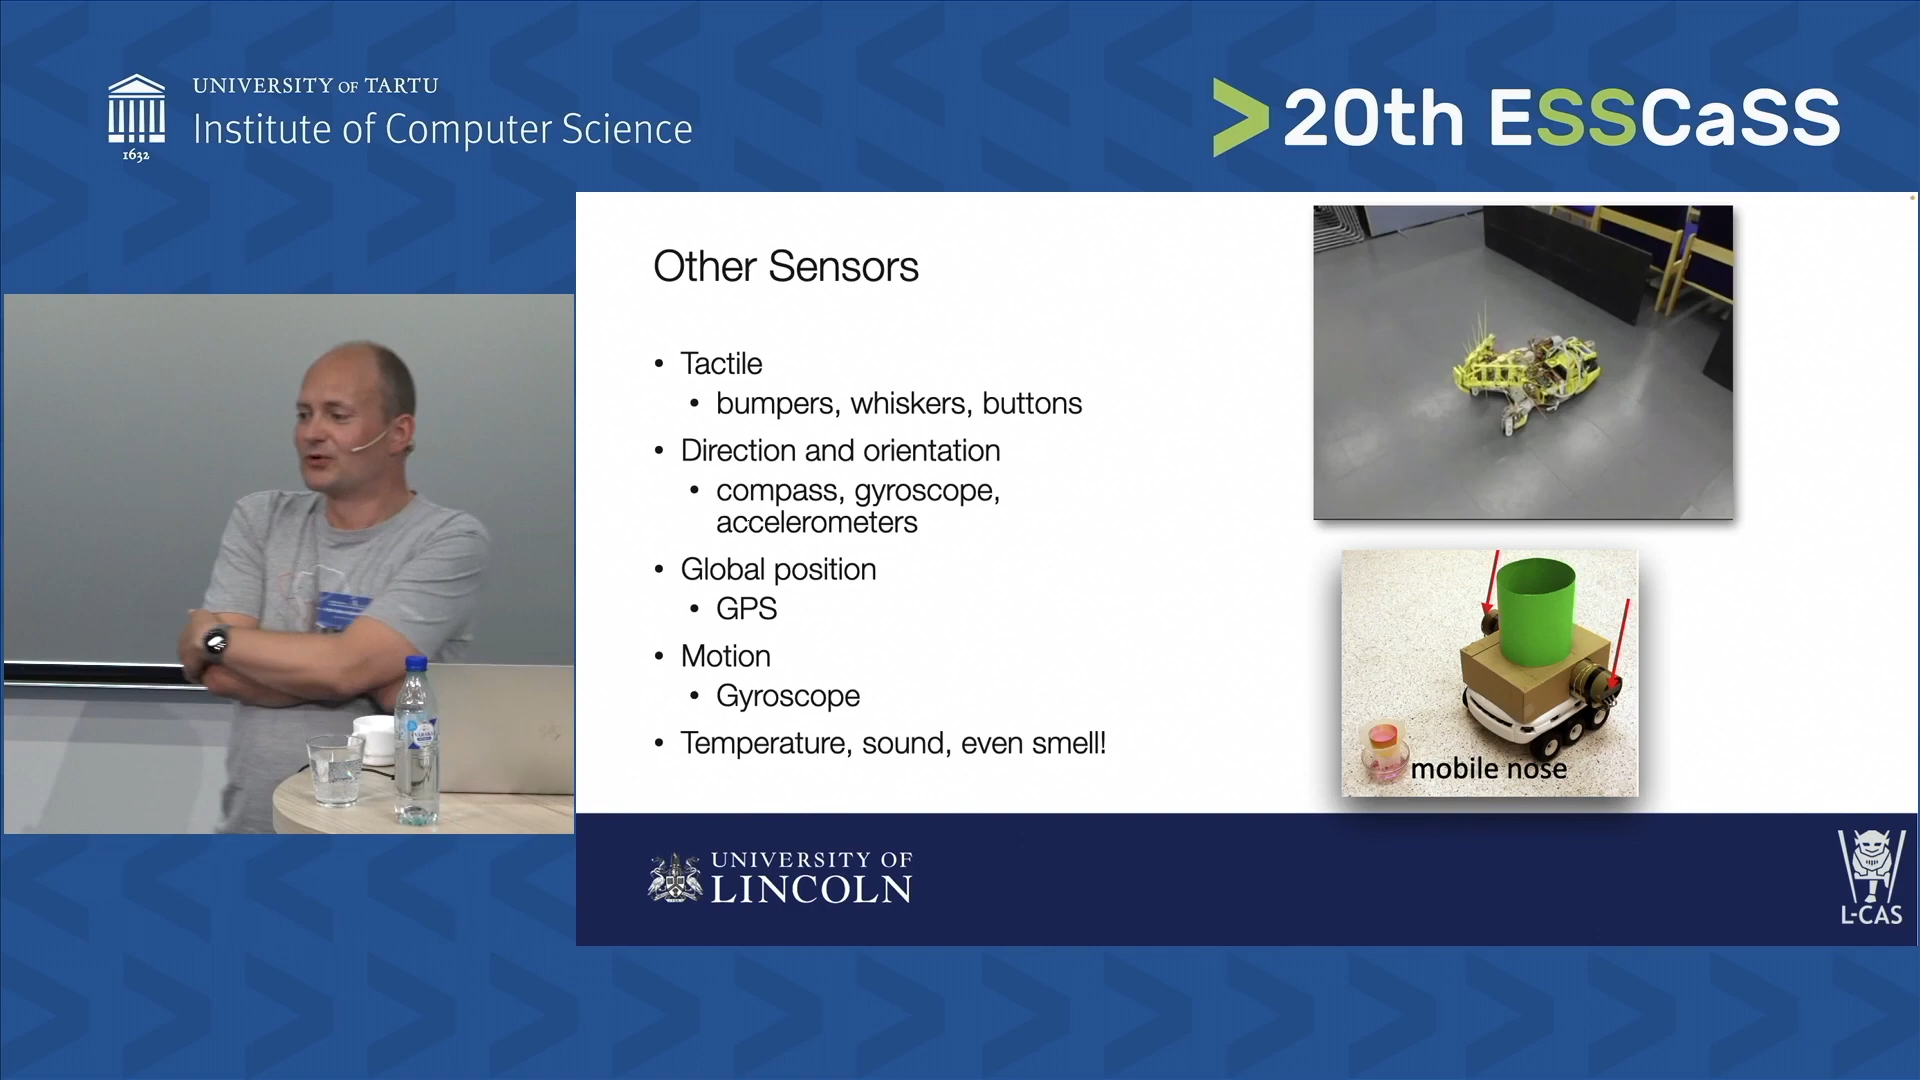 UNIVERSITY OF TARTU
Institute of Computer Science
1632
>20th ESSCaSS
Other Sensors
• Tactile
• bumpers, whiskers, buttons
• Direction and orientation
• compass, gyroscope,
accelerometers
• Global position
• GPS
• Motion
• Gyroscope
• Temperature, sound, even smell!
mobile nose
UNIVERSITY OF
LINCOLN
L-CAS